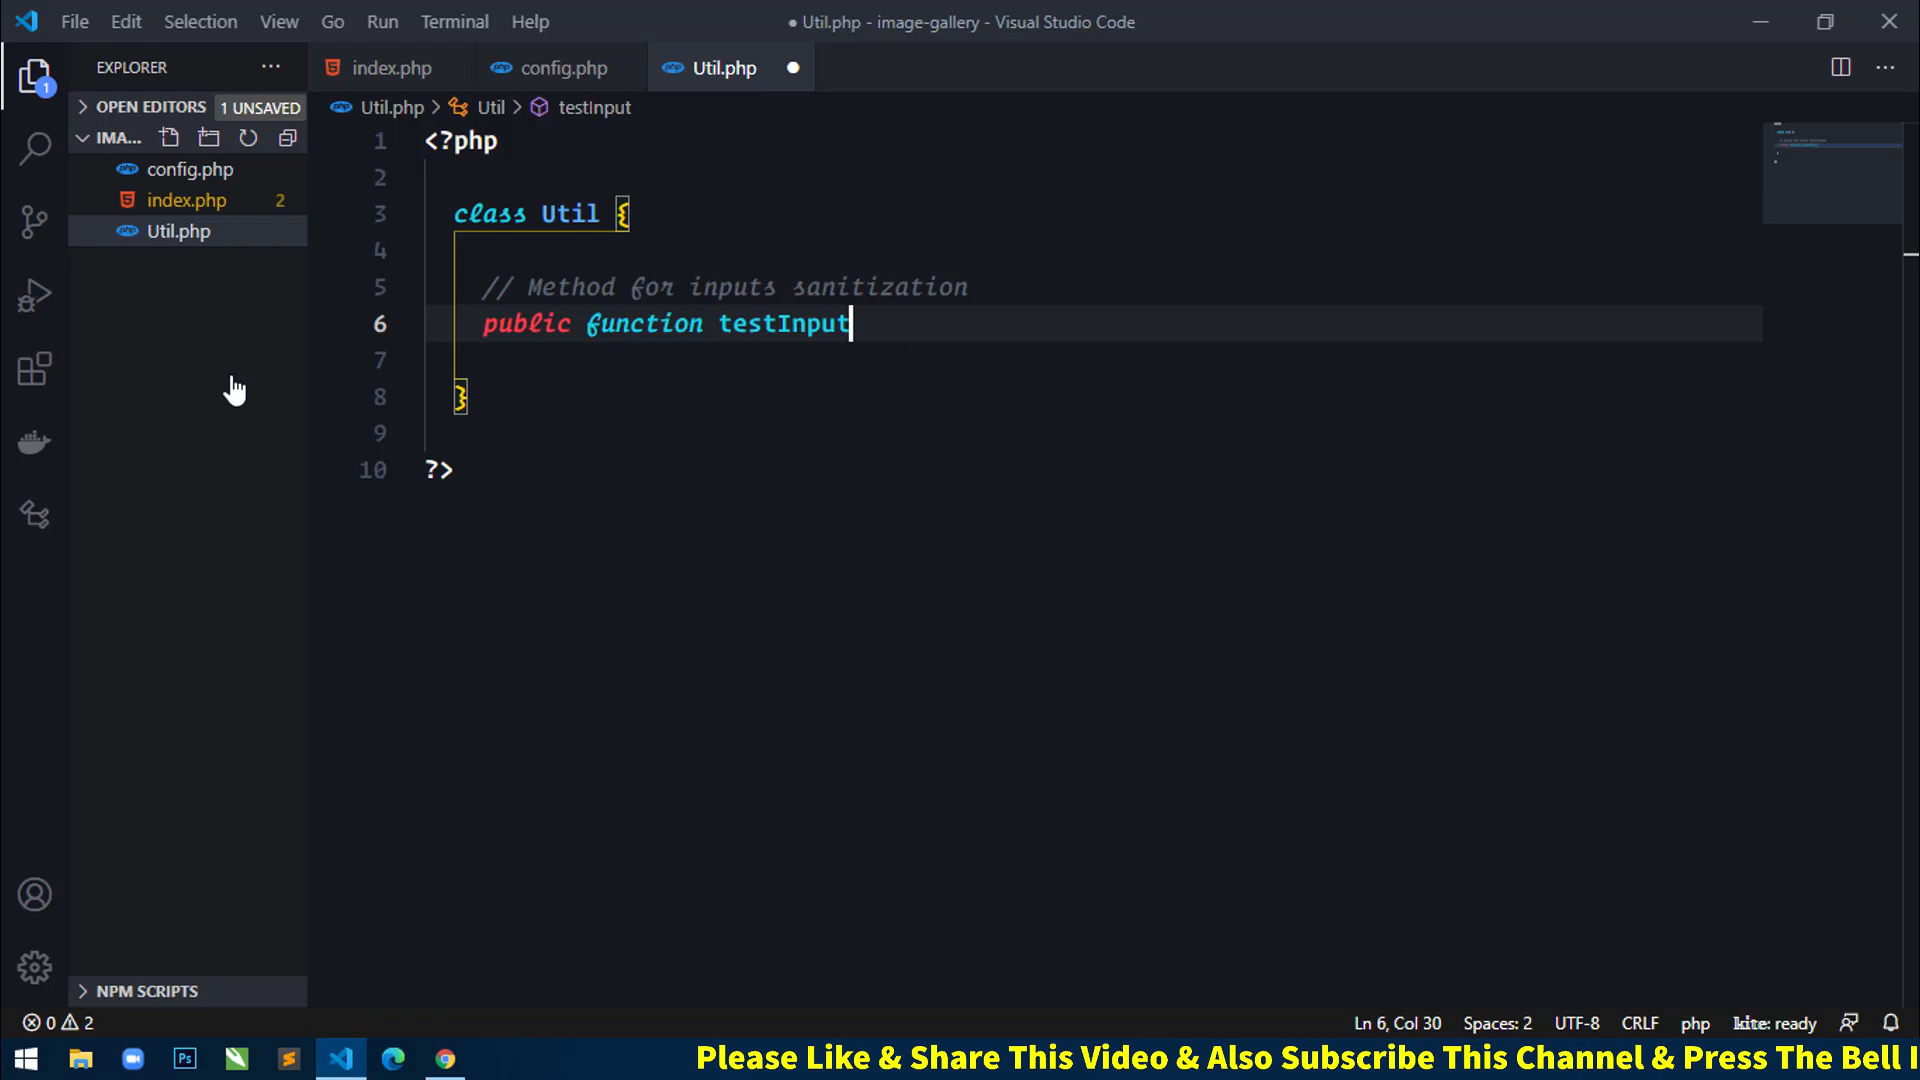 File Edit Selection View Go Run Terminal Help
● Util.php - image-gallery - Visual Studio Code
EXPLORER
index.php
config.php
Util.php
OPEN EDITORS 1 UNSAVED
Util.php > Util > testInput
IMA...
config.php
index.php 2
Util.php
1 <?php
2
3 class Util {
4
5 // Method for inputs sanitization
6 public function testInput
7
8 }
9
10 ?>
1
NPM SCRIPTS
0 2
Ln 6, Col 30 Spaces: 2 UTF-8 CRLF php kite: ready
Ps
Please Like & Share This Video & Also Subscribe This Channel & Press The Bell I